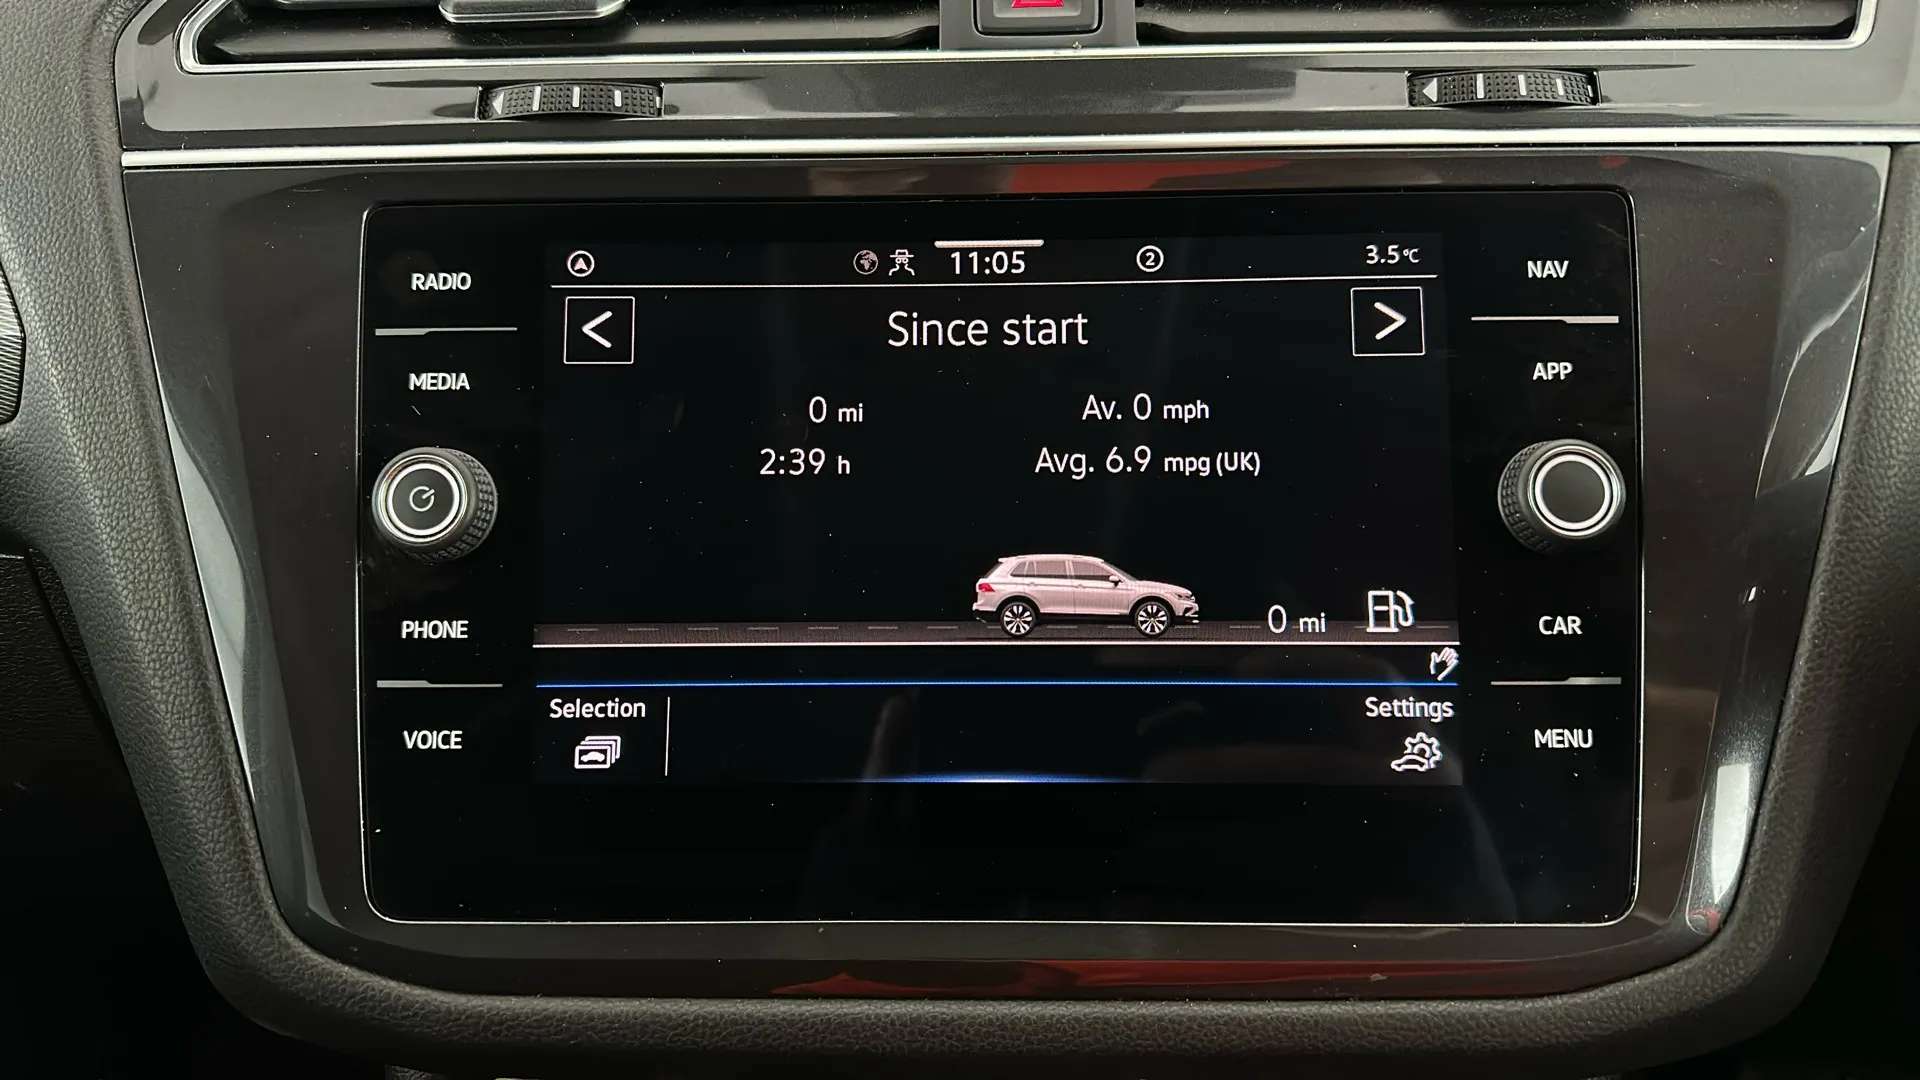 RADIO
MEDIA
PHONE
VOICE
11:05
2
3.5°C
Since start
0 mi
Av. 0 mph
2:39 h
Avg. 6.9 mpg (UK)
0 mi
Selection
Settings
NAV
APP
CAR
MENU